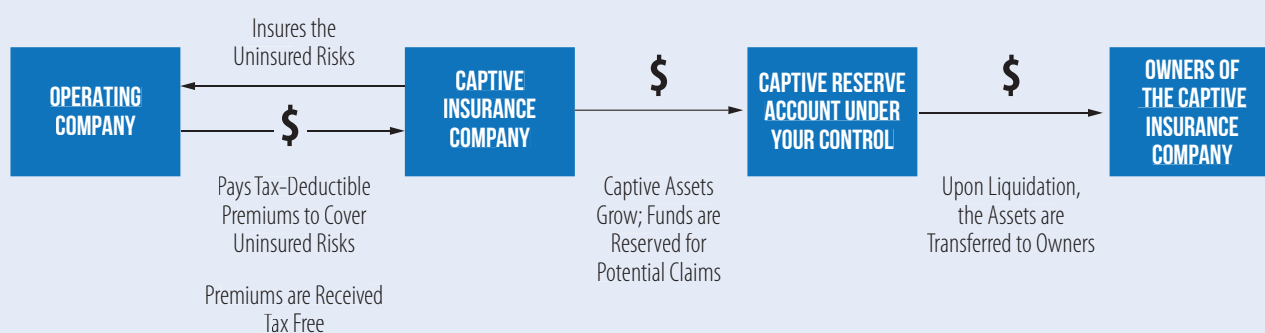 Insures the
Uninsured Risks
OPERATING
COMPANY
$
Pays Tax-Deductible
Premiums to Cover
Uninsured Risks
Premiums are Received
Tax Free
CAPTIVE
INSURANCE
COMPANY
$
Captive Assets
Grow; Funds are
Reserved for
Potential Claims
CAPTIVE RESERVE
ACCOUNT UNDER
YOUR CONTROL
$
Upon Liquidation,
the Assets are
Transferred to Owners
OWNERS OF
THE CAPTIVE
INSURANCE
COMPANY